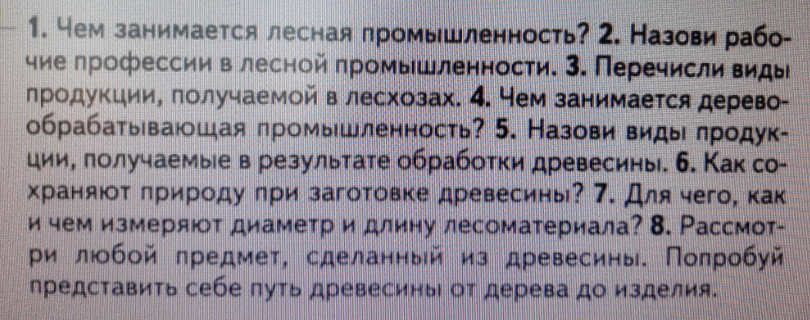 1. Чем занимается лесная промышленность? 2. Назови рабо-
чие профессии в лесной промышленности. 3. Перечисли виды
продукции, получаемой в лесхозах. 4. Чем занимается дерево-
обрабатывающая промышленность? 5. Назови виды продук-
ции, получаемые в результате обработки древесины. 6. Как со-
храняют природу при заготовке древесины? 7. Для чего, как
и чем измеряют диаметр и длину лесоматериала? 8. Рассмот-
ри любой предмет, сделанный из древесины. Попробуй
представить себе путь древесины от дерева до изделия.